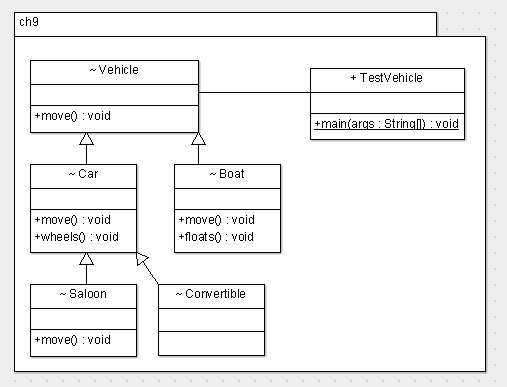 ch9
~ Vehicle
+move() : void
+ TestVehicle
+main(args : String[]) : void
~ Car
+move() : void
+wheels() : void
~ Boat
+move() : void
+floats() : void
~ Saloon
+move() : void
~ Convertible